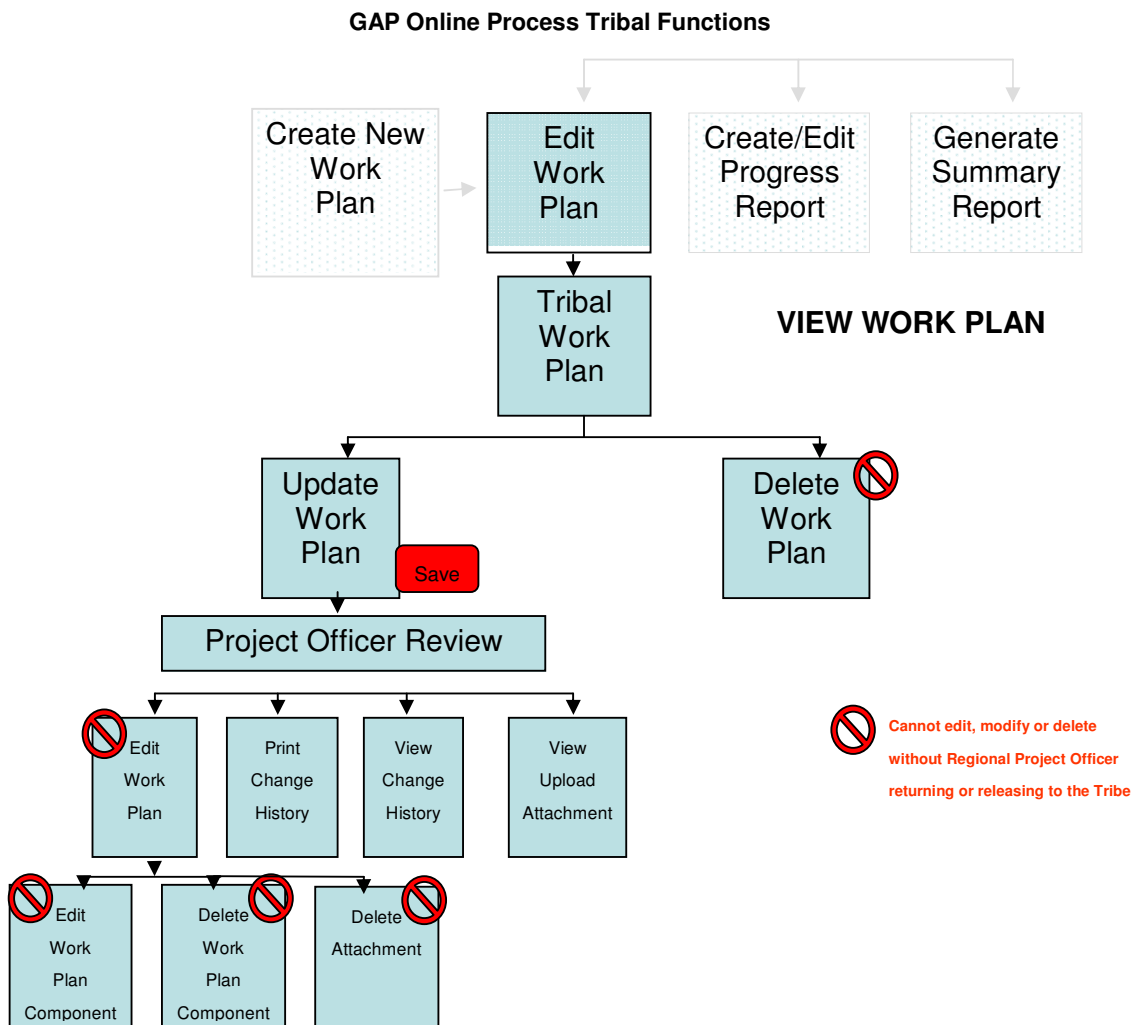 GAP Online Process Tribal Functions
Create New
Work
Plan
Edit
Work
Plan
Create/Edit
Progress
Report
Generate
Summary
Report
Tribal
Work
Plan
VIEW WORK PLAN
Update
Work
Plan
Save
Delete
Work
Plan
Project Officer Review
Edit
Work
Plan
Print
Change
History
View
Change
History
View
Upload
Attachment
Cannot edit, modify or delete
without Regional Project Officer
returning or releasing to the Tribe
Edit
Work
Plan
Component
Delete
Work
Plan
Component
Delete
Attachment